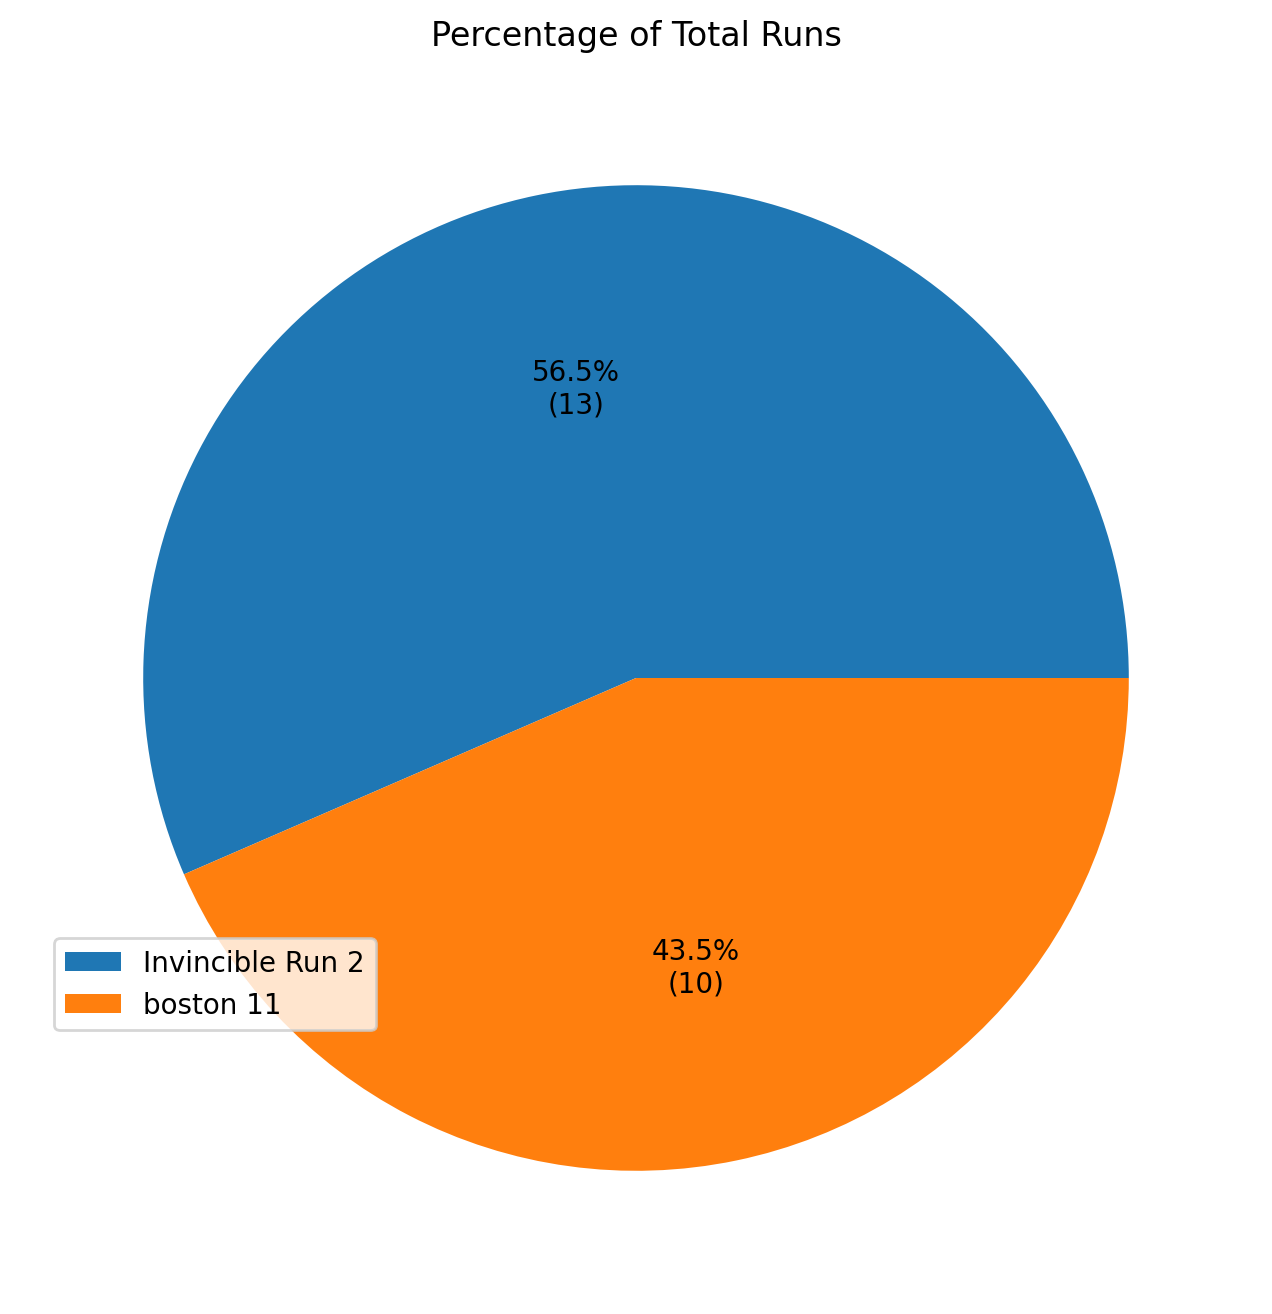 Percentage of Total Runs
56.5%
(13)
43.5%
(10)
Invincible Run 2
boston 11